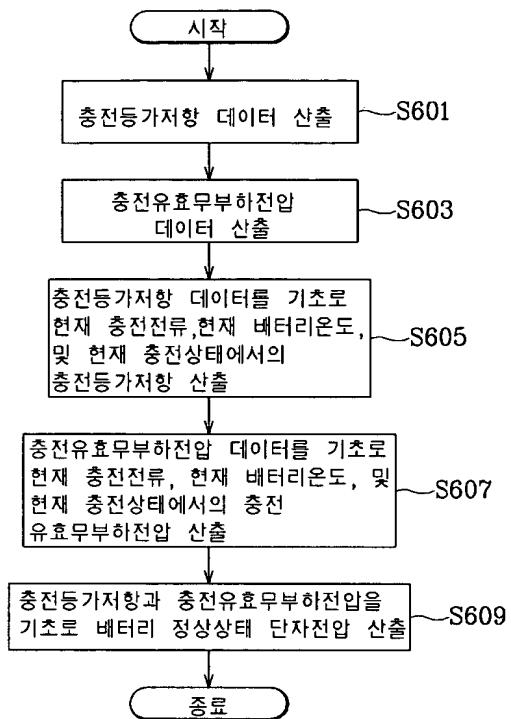 시작
충전등가저항 데이터 산출
S601
충전유효무부하전압
데이터 산출
S603
충전등가저항 데이터를 기초로
현재 충전전류,현재 배터리온도,
및 현재 충전상태에서의
충전등가저항 산출
S605
충전유효무부하전압 데이터를 기초로
현재 충전전류, 현재 배터리온도, 및
현재 충전상태에서의 충전
유효무부하전압 산출
S607
충전등가저항과 충전유효무부하전압을
기초로 배터리 정상상태 단자전압 산출
S609
종료